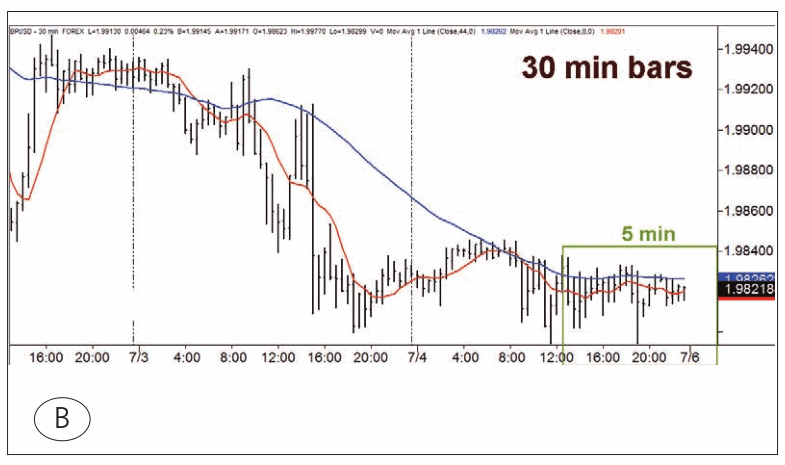 BPUSD - 30 min FOREX L=1.99130 0.00464 0.23% B=1.99145 A=1.99171 O=1.98623 Hi=1.99770 Lo=1.98299 V=0 Mov Avg 1 Line (Close,44,0) 1.98262 Mov Avg 1 Line (Close,8,0) 1.98201
30 min bars
1.99400
1.99200
1.99000
1.98800
1.98600
1.98400
5 min
1.98262
1.98218
16:00 20:00 7/3 4:00 8:00 12:00 16:00 20:00 7/4 4:00 8:00 12:00 16:00 20:00 7/6
B